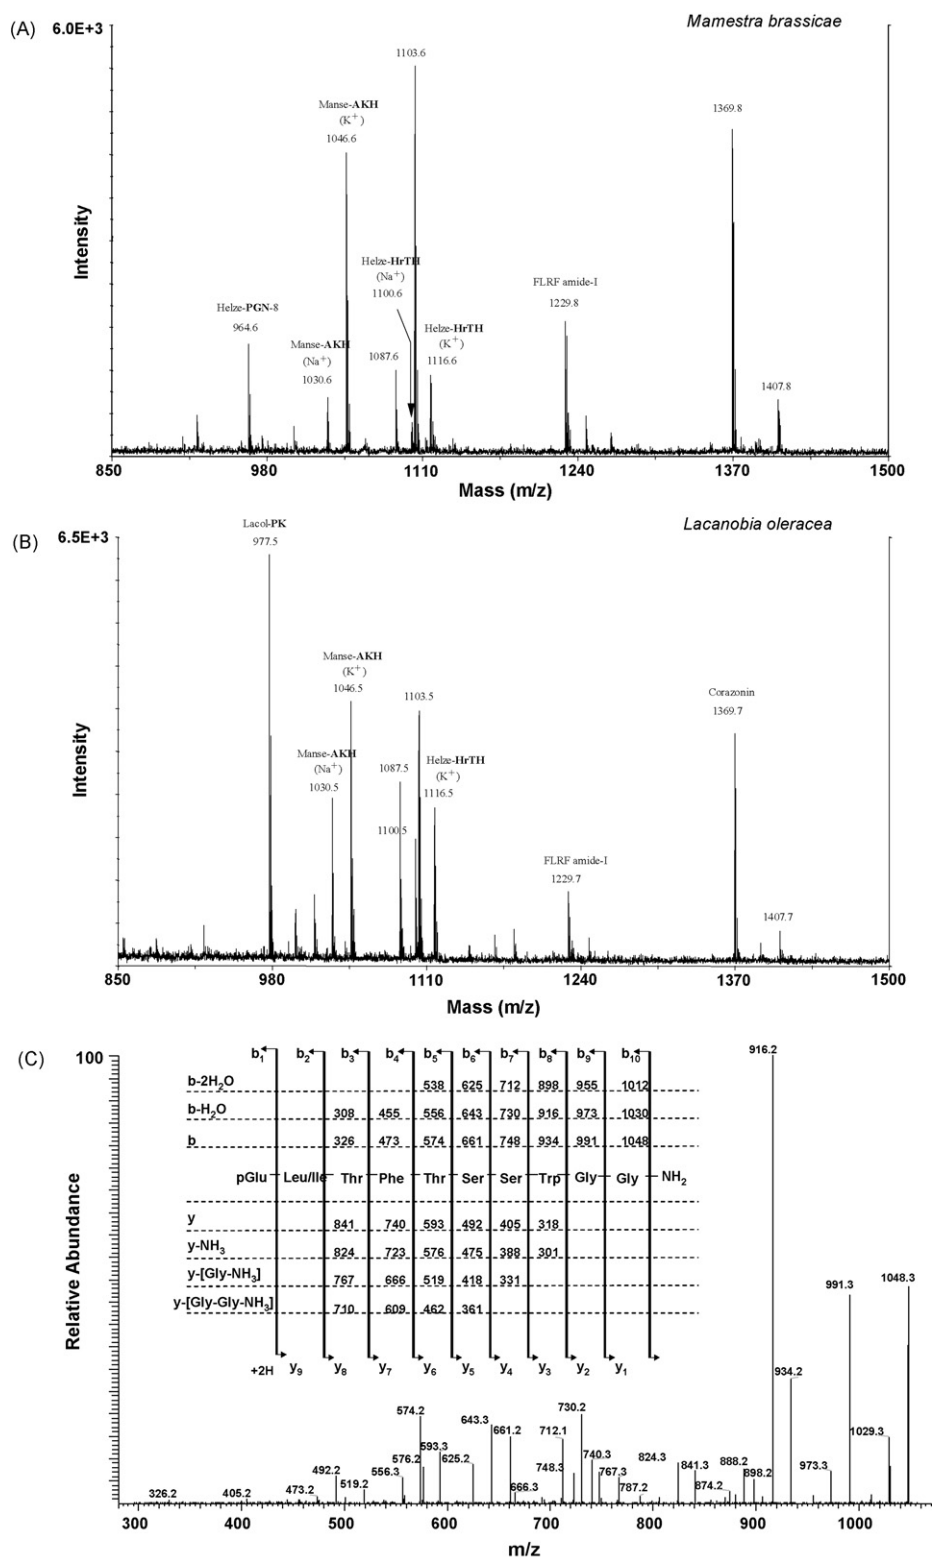 (A)
6.0E+3
Mamestra brassicae
1103.6
1369.8
Manse-AKH
(K+)
1046.6
Helze-HrTH
(Na+)
1100.6
FLRF amide-I
1229.8
Helze-PGN-8
964.6
Manse-AKH
(Na+)
1030.6
1087.6
Helze-HrTH
(K+)
1116.6
1407.8
Intensity
850 980 1110 1240 1370 1500
Mass (m/z)
(B)
6.5E+3
Lacanobia oleracea
Lacol-PK
977.5
Manse-AKH
(K+)
1046.5
1103.5
Corazonin
1369.7
Manse-AKH
(Na+)
1030.5
1087.5
Helze-HrTH
(K+)
1116.5
1100.5
FLRF amide-I
1229.7
1407.7
Intensity
850 980 1110 1240 1370 1500
Mass (m/z)
(C)
100
b1 b2 b3 b4 b5 b6 b7 b8 b9 b10
b-2H2O 538 625 712 898 955 1012
b-H2O 308 455 556 643 730 916 973 1030
b 326 473 574 661 748 934 991 1048
pGlu Leu/Ile Thr Phe Thr Ser Ser Trp Gly Gly NH2
y 841 740 593 492 405 318
y-NH3 824 723 576 475 388 301
y-[Gly-NH3] 767 666 519 418 331
y-[Gly-Gly-NH3] 710 609 462 361
+2H y9 y8 y7 y6 y5 y4 y3 y2 y1
Relative Abundance
916.2
991.3
1048.3
934.2
574.2
643.3
730.2
593.3
661.2
712.1
1029.3
576.2
625.2
740.3
824.3
748.3
841.3
888.2
973.3
492.2
556.3
767.3
898.2
326.2
405.2
473.2
519.2
666.3
787.2
874.2
300 400 500 600 700 800 900 1000
m/z